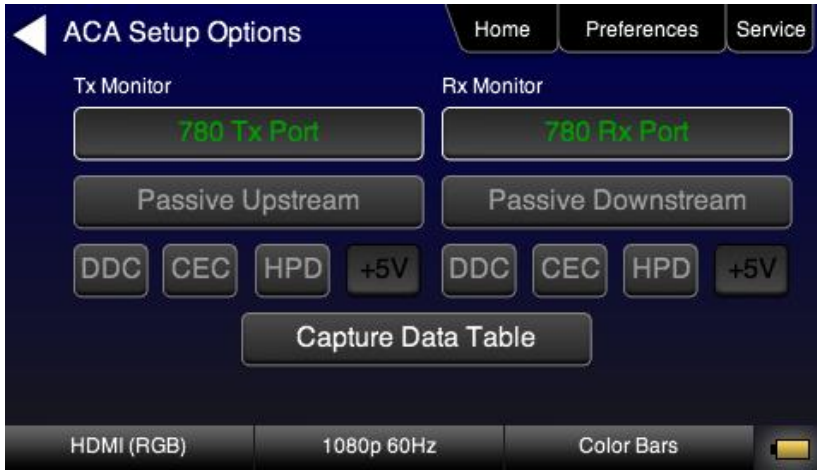 ACA Setup Options
Home Preferences Service
Tx Monitor Rx Monitor
780 Tx Port 780 Rx Port
Passive Upstream Passive Downstream
DDC CEC HPD +5V DDC CEC HPD +5V
Capture Data Table
HDMI (RGB) 1080p 60Hz Color Bars